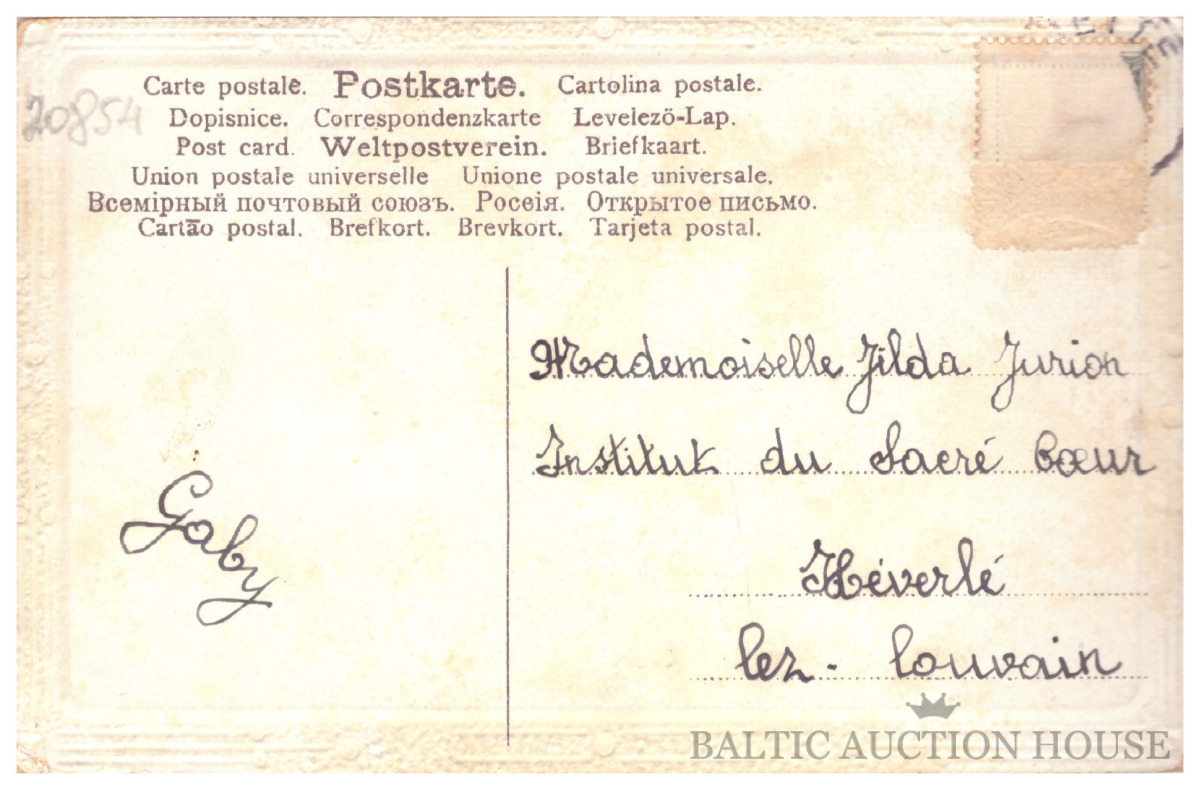 Carte postale. Postkarte. Cartolina postale.
Dopisnice. Correspondenzkarte Levelezö-Lap.
Post card. Weltpostverein. Briefkaart.
Union postale universelle Unione postale universale.
Всемірный почтовый союзъ. Росеія. Открытое письмо.
Cartão postal. Brefkort. Brevkort. Tarjeta postal.
20854
Mademoiselle Jilda Jurion
Institut du Sacré Cœur
Héverlé
lez-Louvain
Gaby
BALTIC AUCTION HOUSE